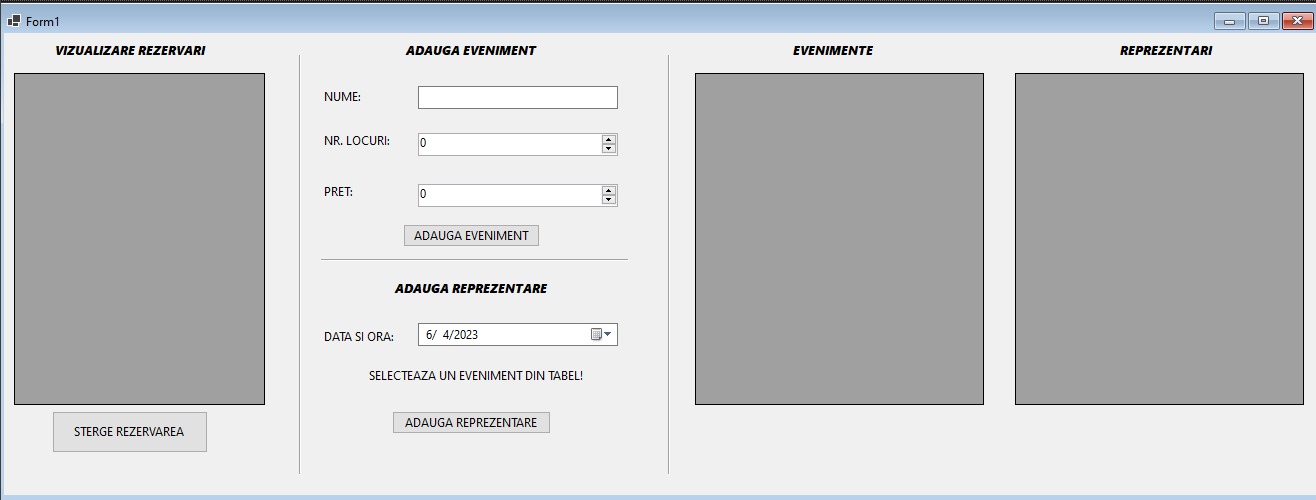 Form1
VIZUALIZARE REZERVARI
STERGE REZERVAREA
ADAUGA EVENIMENT
NUME:
NR. LOCURI: 0
PRET: 0
ADAUGA EVENIMENT
ADAUGA REPREZENTARE
DATA SI ORA: 6/ 4/2023
SELECTEAZA UN EVENIMENT DIN TABEL!
ADAUGA REPREZENTARE
EVENIMENTE
REPREZENTARI